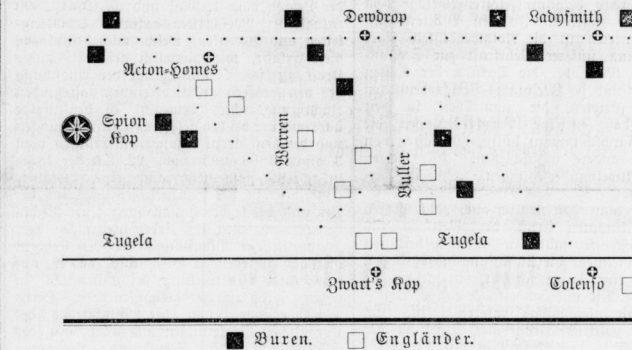 Dewdrop
Ladysmith
Acton-Homes
Spion
Kop
Warren
Buller
Tugela
Tugela
Zwart's Kop
Colenso
Buren.
Engländer.